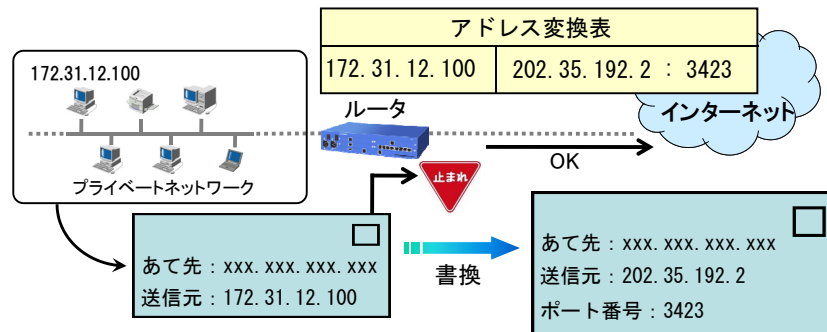 アドレス変換表
172.31.12.100 202.35.192.2 : 3423
172.31.12.100
ルータ
インターネット
プライベートネットワーク
止まれ
OK
あて先：xxx.xxx.xxx.xxx
送信元：172.31.12.100
書換
あて先：xxx.xxx.xxx.xxx
送信元：202.35.192.2
ポート番号：3423